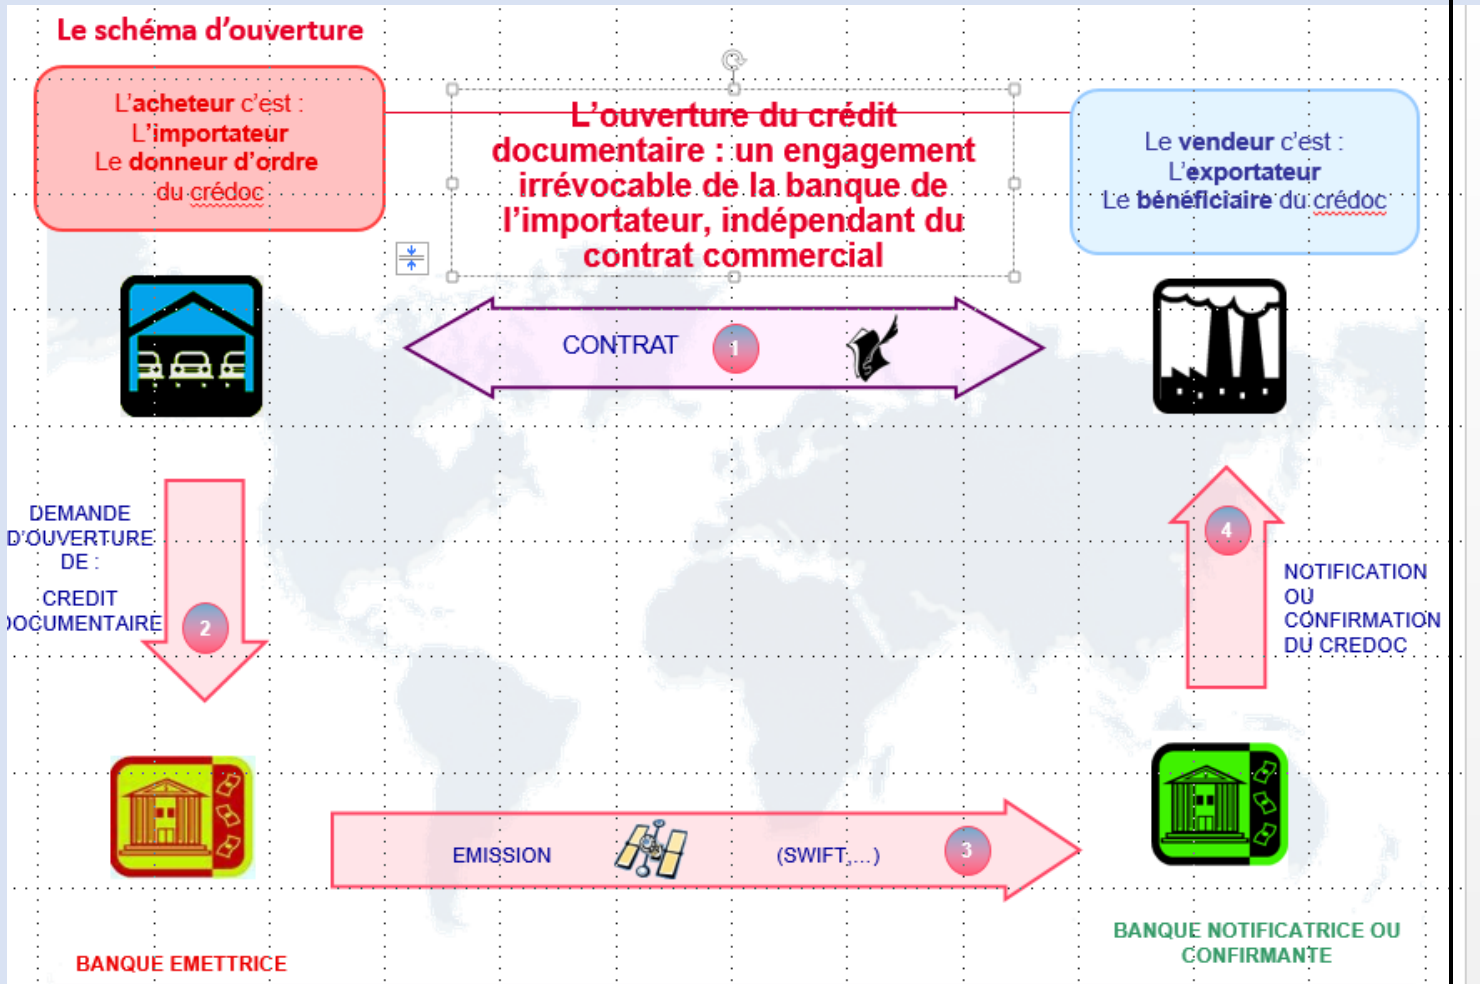 Le schéma d'ouverture
L'acheteur c'est :
L'importateur
Le donneur d'ordre
du crédoc
L'ouverture du crédit
documentaire : un engagement
irrévocable de la banque de
l'importateur, indépendant du
contrat commercial
Le vendeur c'est :
L'exportateur
Le bénéficiaire du crédoc
CONTRAT 1
DEMANDE
D'OUVERTURE
DE :
CREDIT
DOCUMENTAIRE
2
4
NOTIFICATION
OU
CONFIRMATION
DU CREDOC
EMISSION (SWIFT,...) 3
BANQUE EMETTRICE
BANQUE NOTIFICATRICE OU
CONFIRMANTE